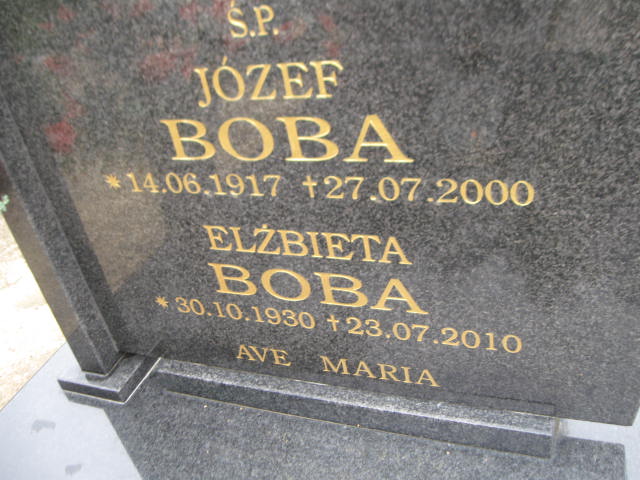 Ś.P.
JÓZEF
BOBA
*14.06.1917 †27.07.2000
ELŻBIETA
BOBA
*30.10.1930 †23.07.2010
AVE MARIA